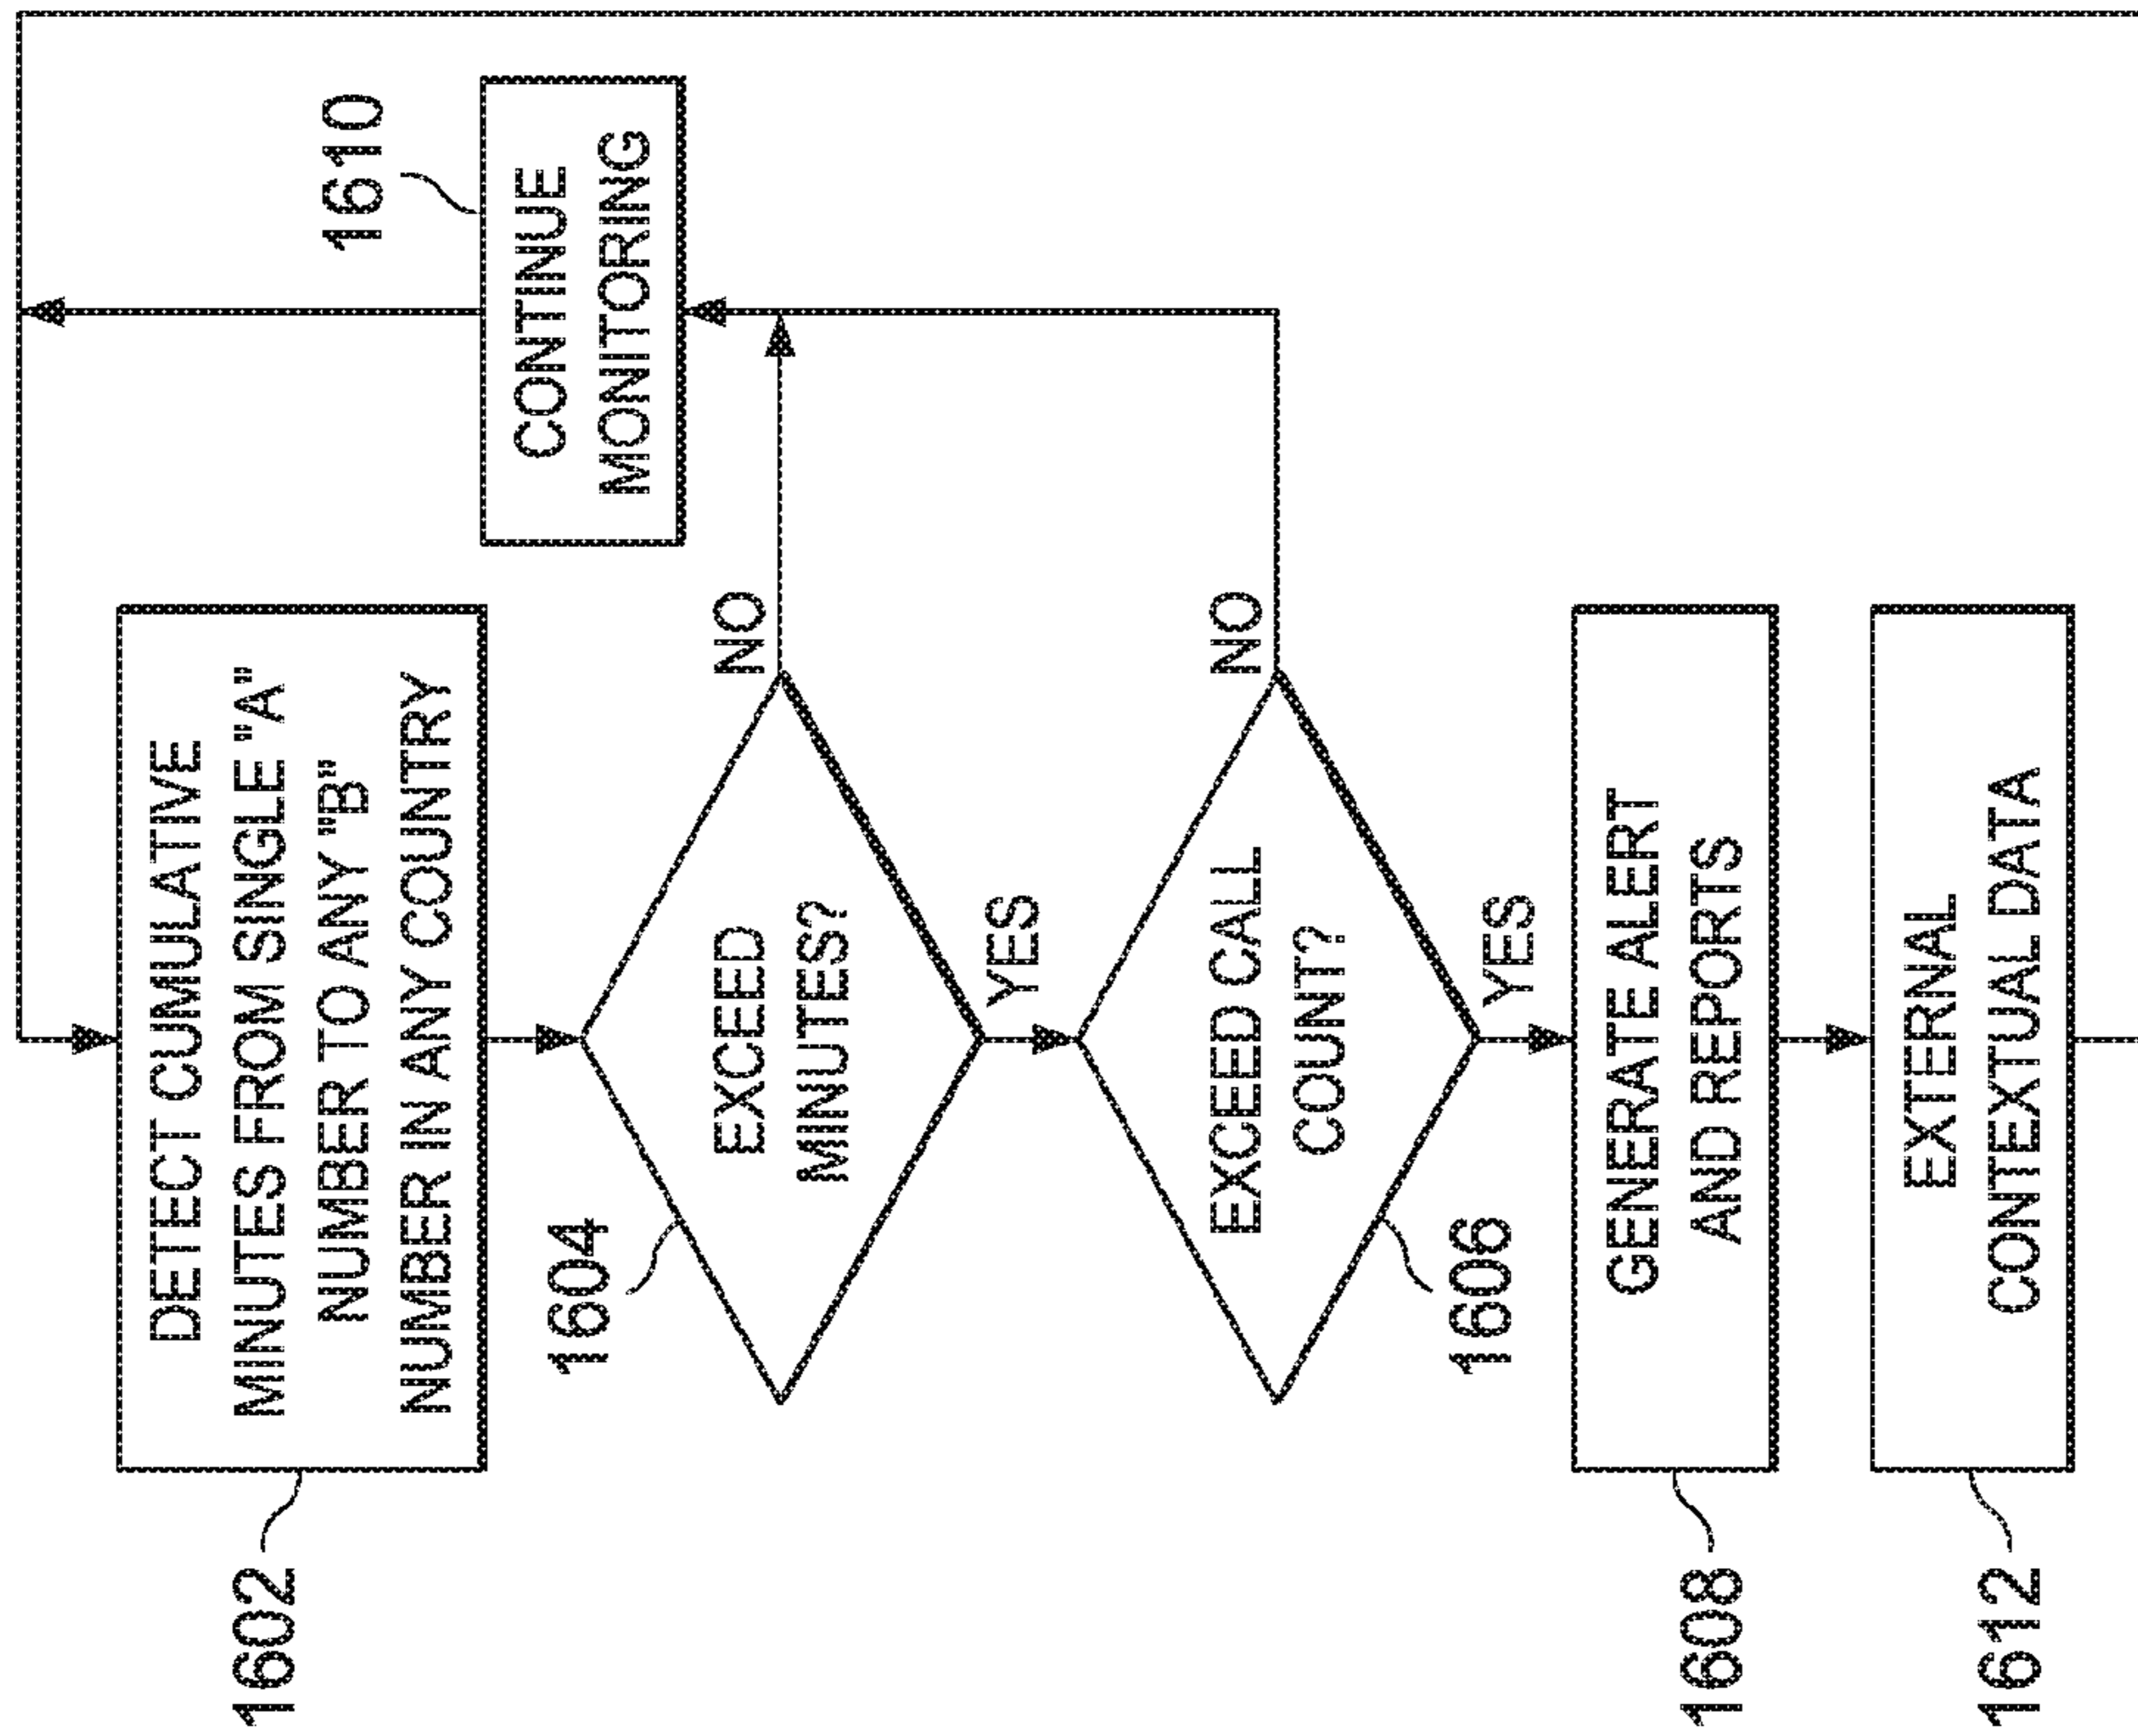 1602
DETECT CUMULATIVE
MINUTES FROM SINGLE "A"
NUMBER TO ANY "B"
NUMBER IN ANY COUNTRY
1604
EXCEED
MINUTES?
NO
1610
CONTINUE
MONITORING
YES
EXCEED CALL
COUNT?
NO
1606
YES
1608
GENERATE ALERT
AND REPORTS
1612
EXTERNAL
CONTEXTUAL DATA